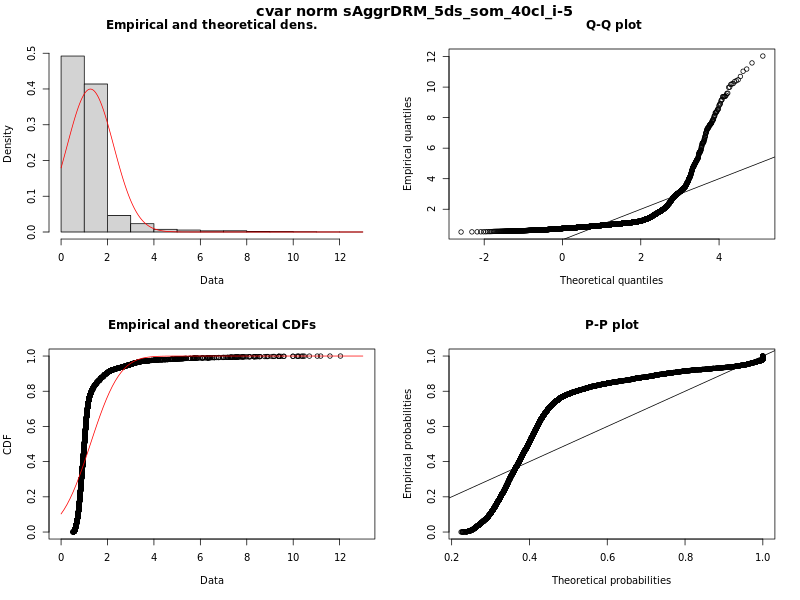 cvar norm sAggrDRM_5ds_som_40cl_i-5
Empirical and theoretical dens.
Density
0.0 0.1 0.2 0.3 0.4 0.5
0 2 4 6 8 10 12
Data
Q-Q plot
Empirical quantiles
2 4 6 8 10 12
-2 0 2 4
Theoretical quantiles
Empirical and theoretical CDFs
CDF
0.0 0.2 0.4 0.6 0.8 1.0
0 2 4 6 8 10 12
Data
P-P plot
Empirical probabilities
0.0 0.2 0.4 0.6 0.8 1.0
0.2 0.4 0.6 0.8 1.0
Theoretical probabilities